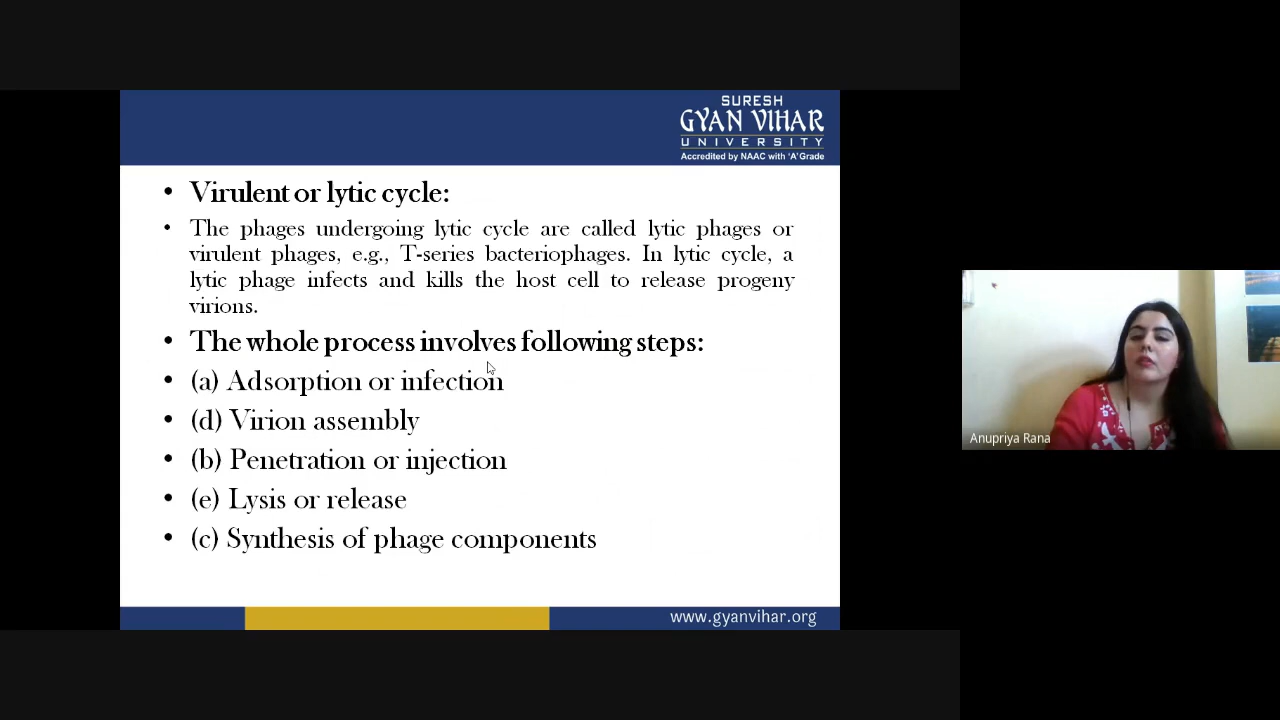 SURESH
GYAN VIHAR
UNIVERSITY
Accredited by NAAC with 'A' Grade
• Virulent or lytic cycle:
• The phages undergoing lytic cycle are called lytic phages or
virulent phages, e.g., T-series bacteriophages. In lytic cycle, a
lytic phage infects and kills the host cell to release progeny
virions.
• The whole process involves following steps:
• (a) Adsorption or infection
• (d) Virion assembly
• (b) Penetration or injection
• (e) Lysis or release
• (c) Synthesis of phage components
www.gyanvihar.org
Anupriya Rana